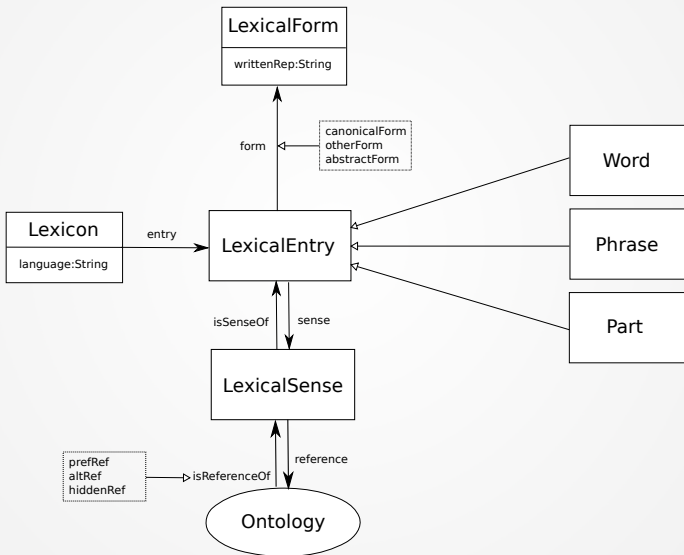 LexicalForm
writtenRep:String
canonicalForm
otherForm
abstractForm
form
Word
Lexicon
language:String
entry
LexicalEntry
Phrase
Part
isSenseOf
sense
LexicalSense
prefRef
altRef
hiddenRef
isReferenceOf
reference
Ontology